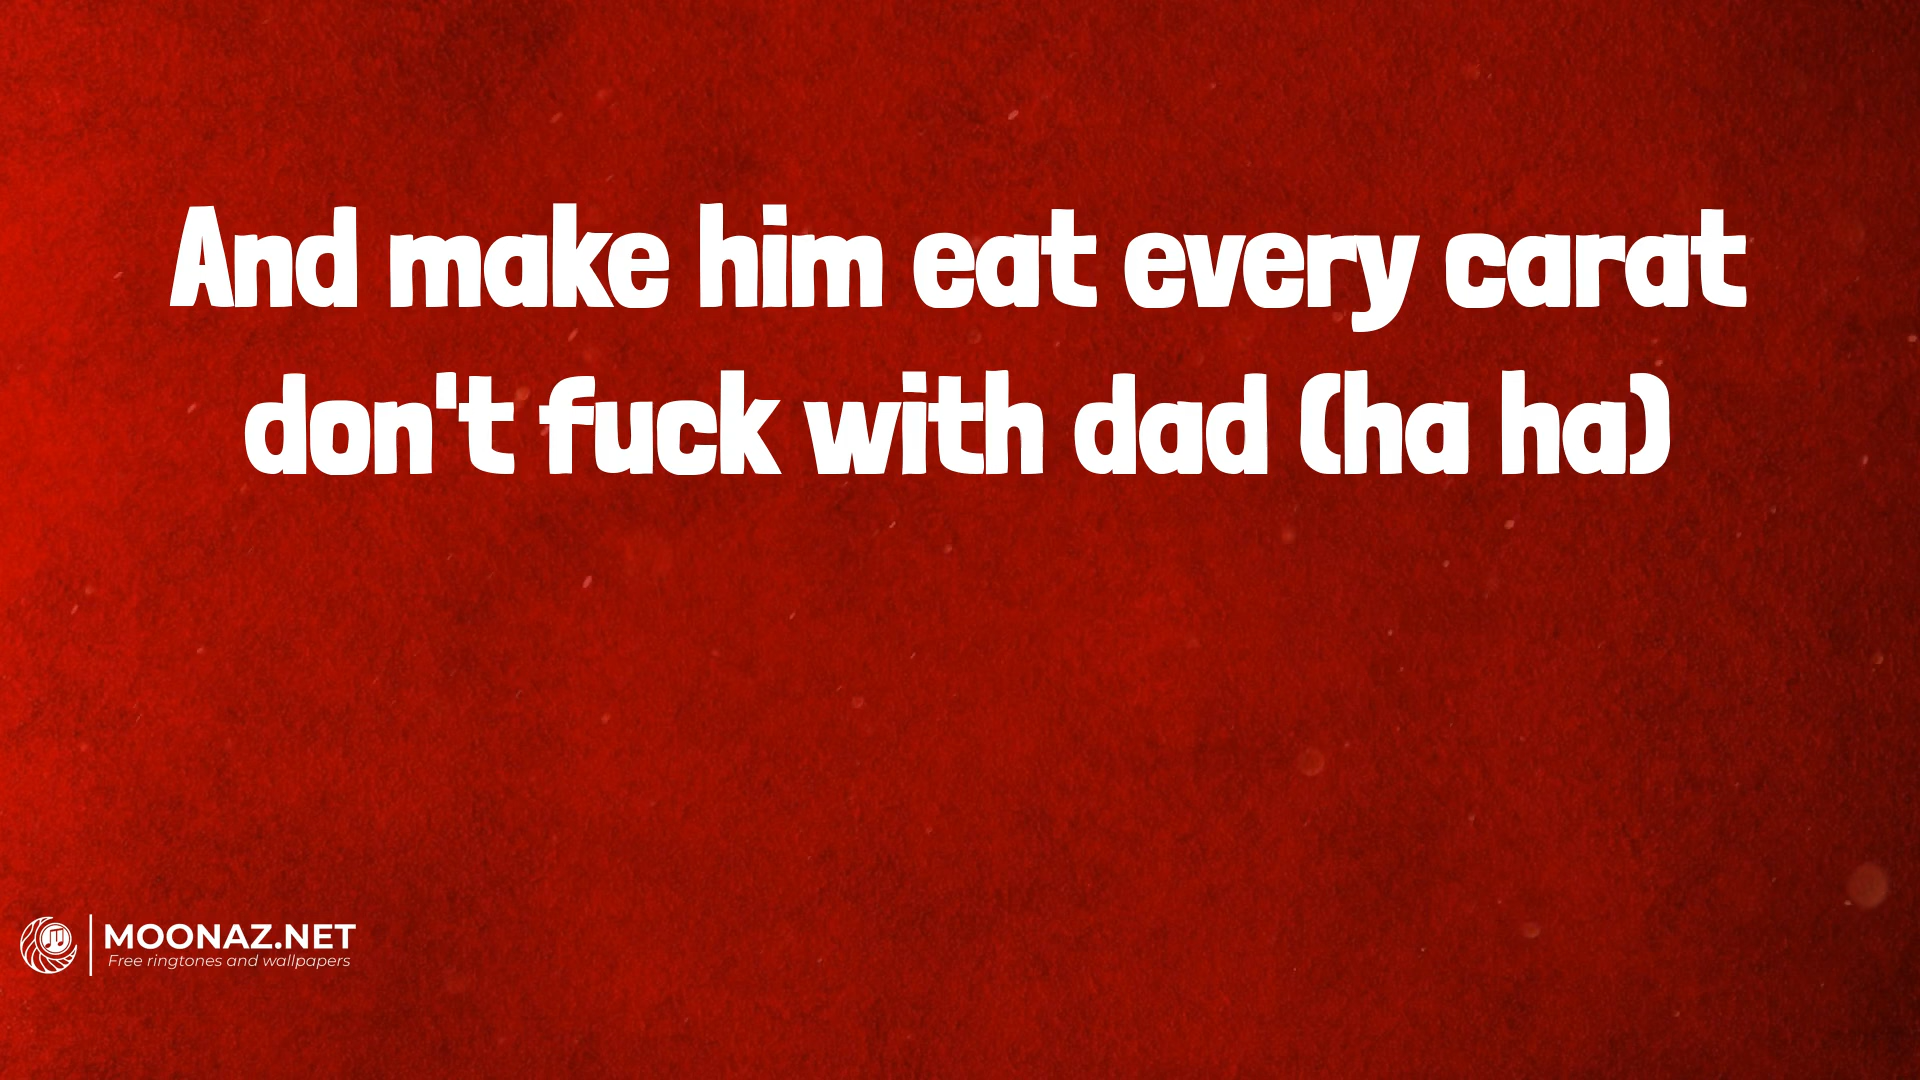 And make him eat every carat
don't fuck with dad (ha ha)
MOONAZ.NET
Free ringtones and wallpapers